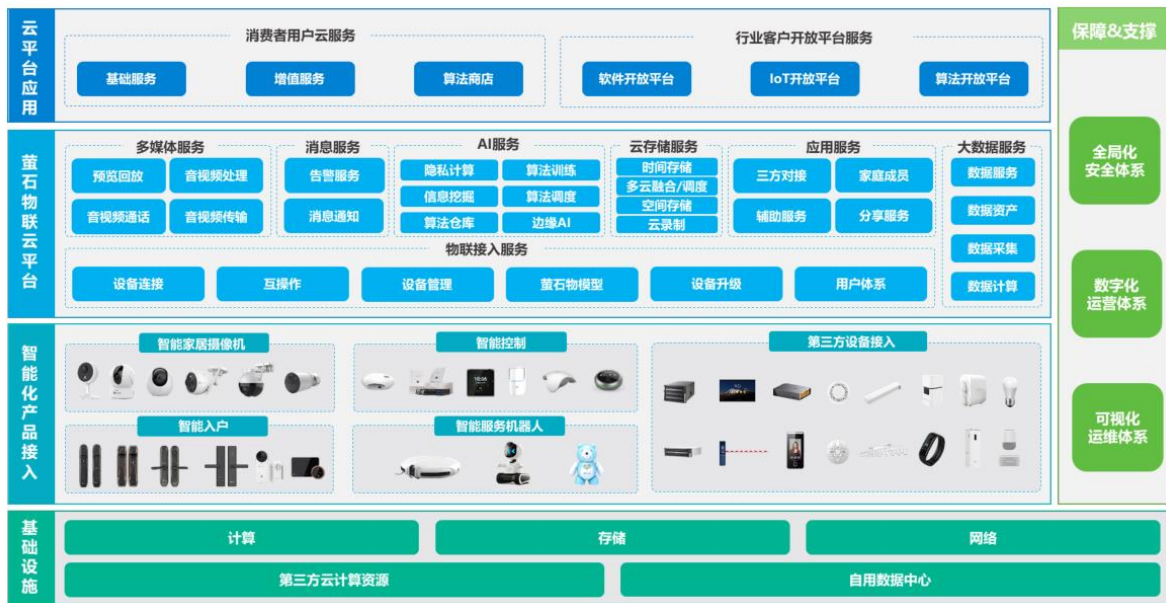 云平台应用
消费者用户云服务
基础服务
增值服务
算法商店
行业客户开放平台服务
软件开放平台
IoT开放平台
算法开放平台
萤石物联云平台
多媒体服务
预览回放
音视频处理
音视频通话
音视频传输
消息服务
告警服务
消息通知
AI服务
隐私计算
算法训练
信息挖掘
算法调度
算法仓库
边缘AI
云存储服务
时间存储
多云融合/调度
空间存储
云录制
应用服务
三方对接
家庭成员
辅助服务
分享服务
大数据服务
数据服务
数据资产
数据采集
数据计算
物联接入服务
设备连接
互操作
设备管理
萤石物模型
设备升级
用户体系
智能化产品接入
智能家居摄像机
智能控制
第三方设备接入
智能入户
智能服务机器人
基础设施
计算
存储
网络
第三方云计算资源
自用数据中心
保障&支撑
全局化
安全体系
数字化
运营体系
可视化
运维体系